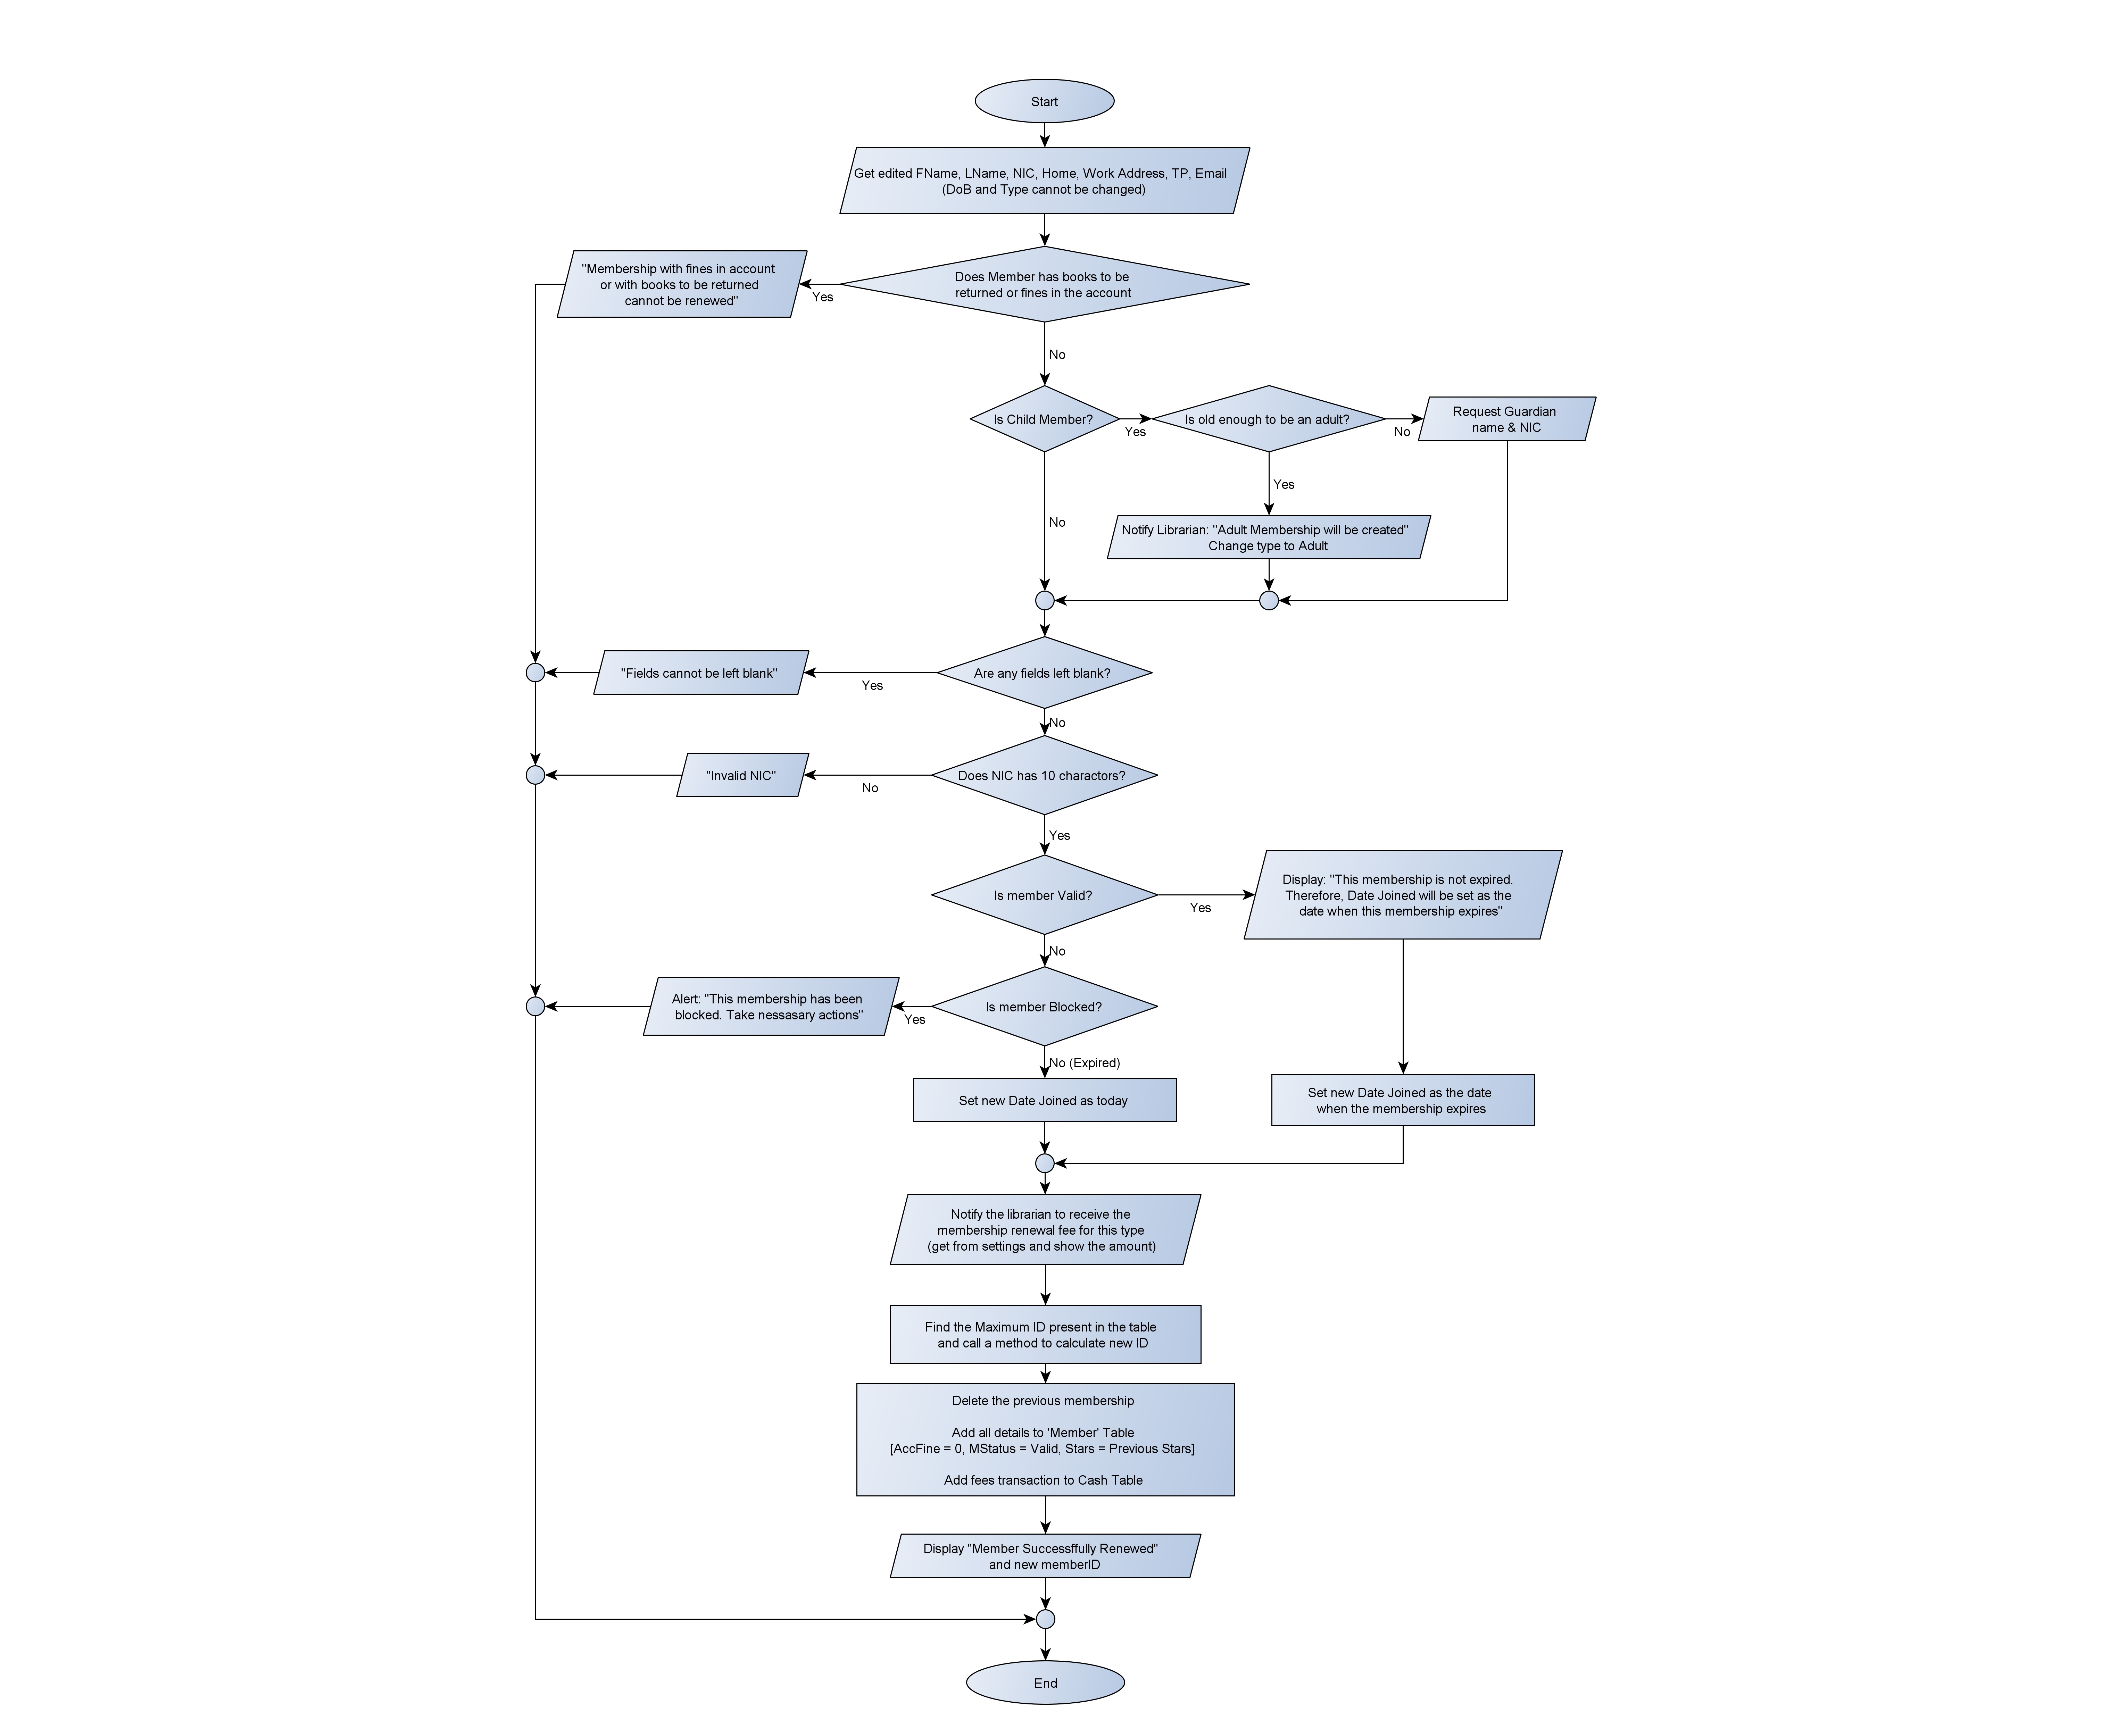 Start
Get edited FName, LName, NIC, Home, Work Address, TP, Email
(DoB and Type cannot be changed)
"Membership with fines in account
or with books to be returned
cannot be renewed"
Yes
Does Member has books to be
returned or fines in the account
No
Is Child Member?
Yes
Is old enough to be an adult?
No
Request Guardian
name & NIC
Yes
No
Notify Librarian: "Adult Membership will be created"
Change type to Adult
"Fields cannot be left blank"
Yes
Are any fields left blank?
No
"Invalid NIC"
No
Does NIC has 10 charactors?
Yes
Is member Valid?
Yes
Display: "This membership is not expired.
Therefore, Date Joined will be set as the
date when this membership expires"
No
Alert: "This membership has been
blocked. Take nessasary actions"
Yes
Is member Blocked?
No (Expired)
Set new Date Joined as today
Set new Date Joined as the date
when the membership expires
Notify the librarian to receive the
membership renewal fee for this type
(get from settings and show the amount)
Find the Maximum ID present in the table
and call a method to calculate new ID
Delete the previous membership
Add all details to 'Member' Table
[AccFine = 0, MStatus = Valid, Stars = Previous Stars]
Add fees transaction to Cash Table
Display "Member Successffully Renewed"
and new memberID
End